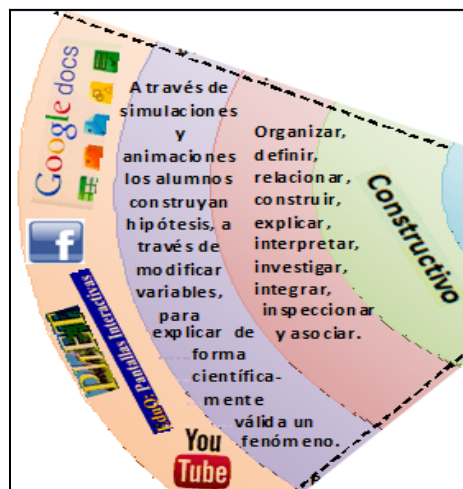 Google docs
A través de
simulaciones
y
animaciones
los alumnos
construyan
hipótesis, a
través de
modificar
variables,
para
explicar de
forma
científica-
mente
válida un
fenómeno.
Organizar,
definir,
relacionar,
construir,
explicar,
interpretar,
investigar,
integrar,
inspeccionar
y asociar.
Constructivo
f
PhET
EduQ: Pantallas Interactivas
You
Tube